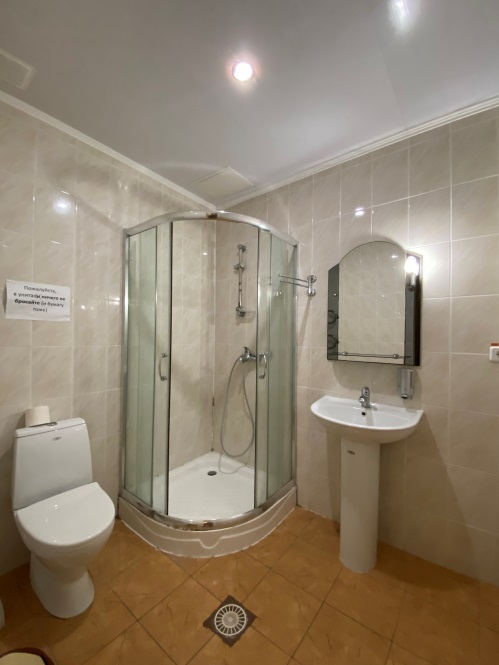 Пожалуйста,
в унитаз ничего не
бросайте (и бумагу
тоже)